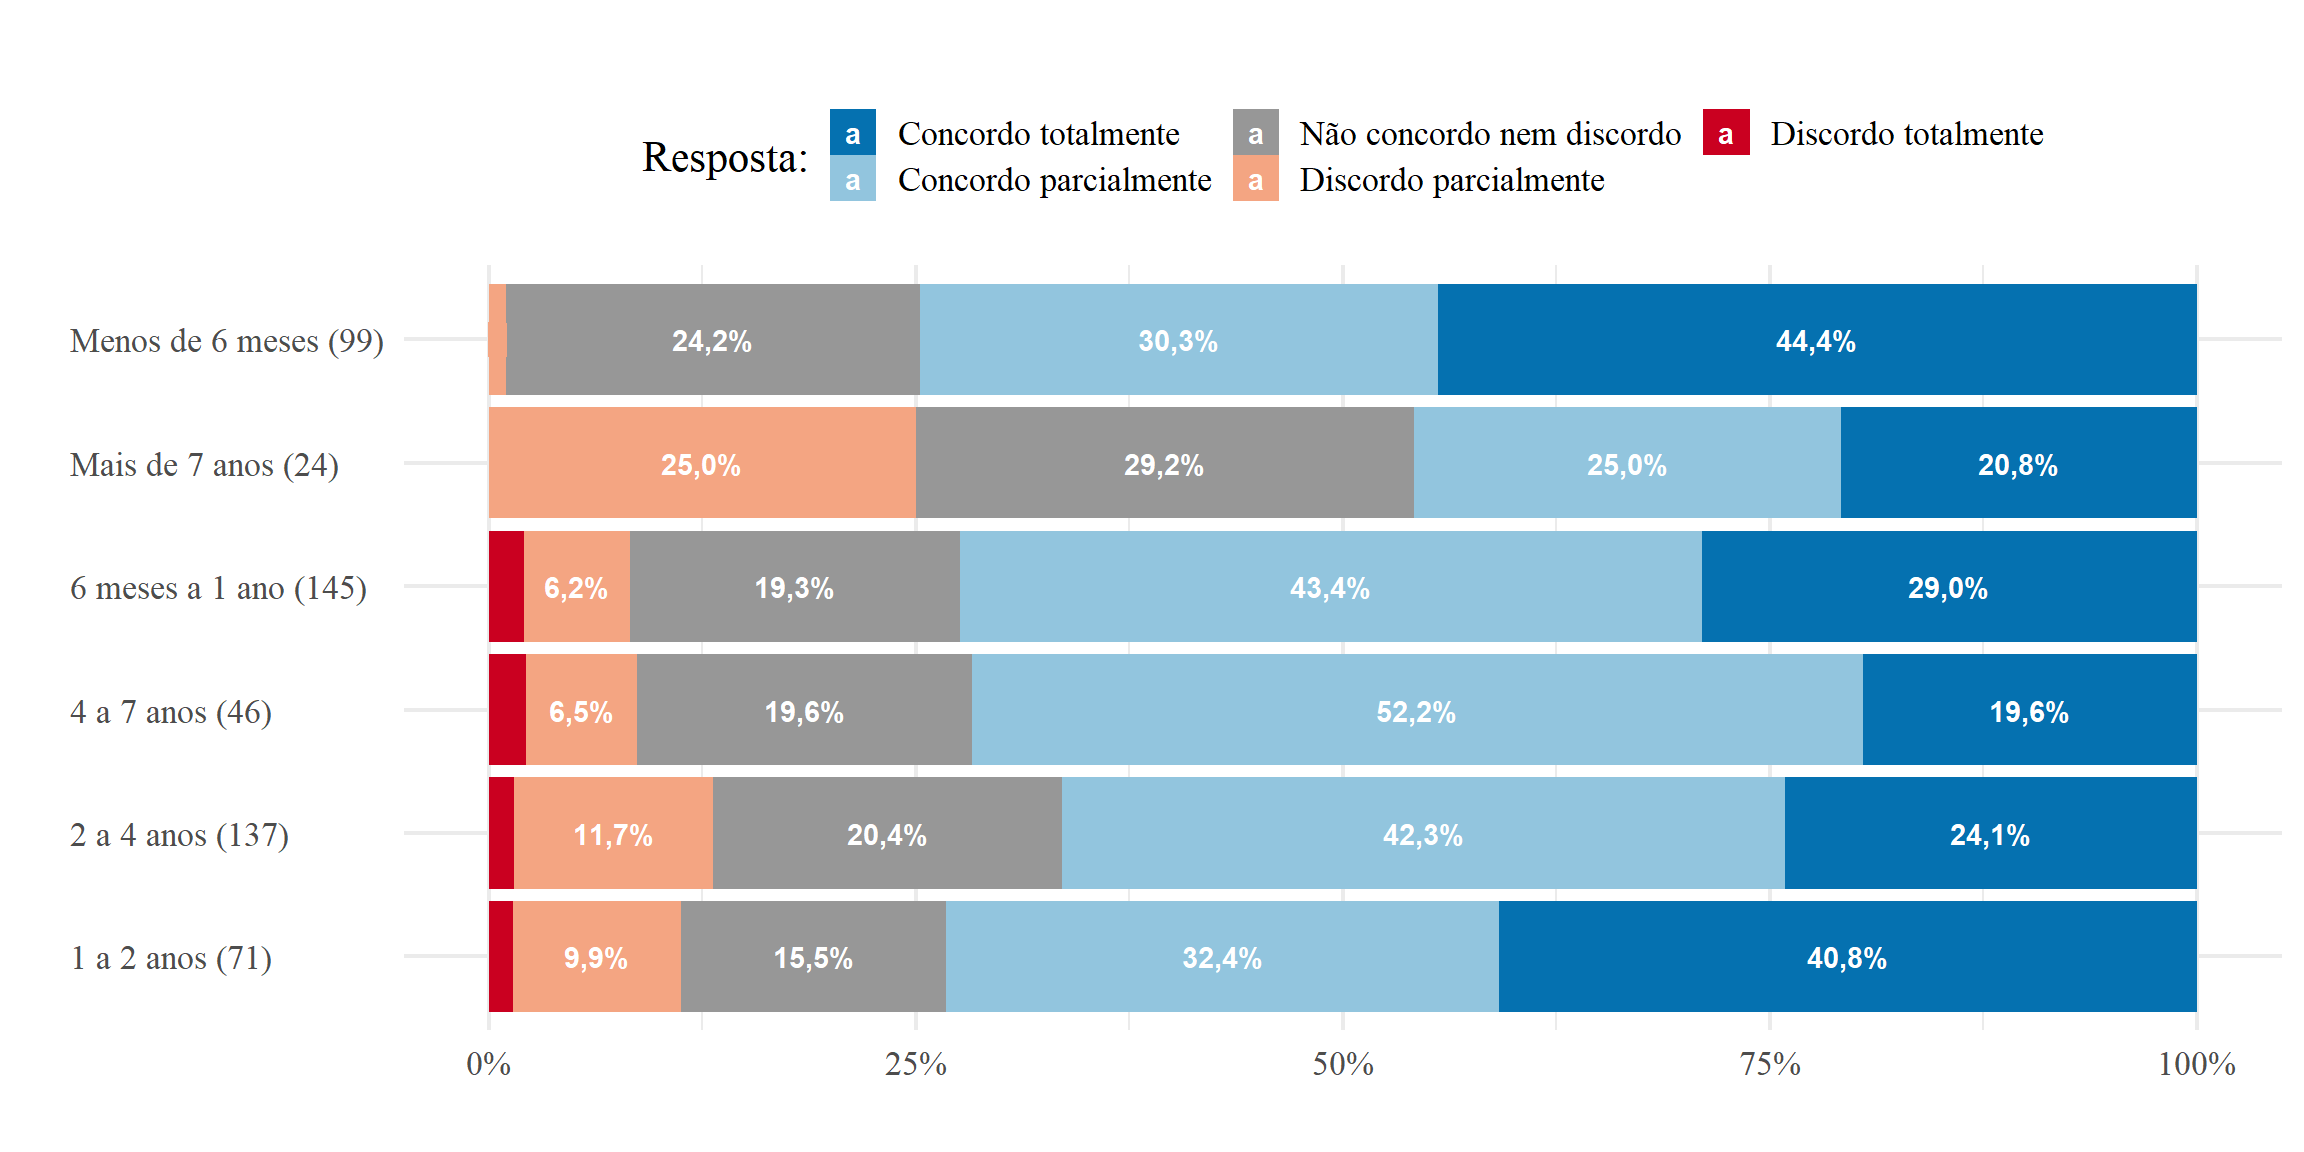 Resposta:
a Concordo totalmente a Não concordo nem discordo a Discordo totalmente
a Concordo parcialmente a Discordo parcialmente
Menos de 6 meses (99) 24,2% 30,3% 44,4%
Mais de 7 anos (24) 25,0% 29,2% 25,0% 20,8%
6 meses a 1 ano (145) 6,2% 19,3% 43,4% 29,0%
4 a 7 anos (46) 6,5% 19,6% 52,2% 19,6%
2 a 4 anos (137) 11,7% 20,4% 42,3% 24,1%
1 a 2 anos (71) 9,9% 15,5% 32,4% 40,8%
0% 25% 50% 75% 100%